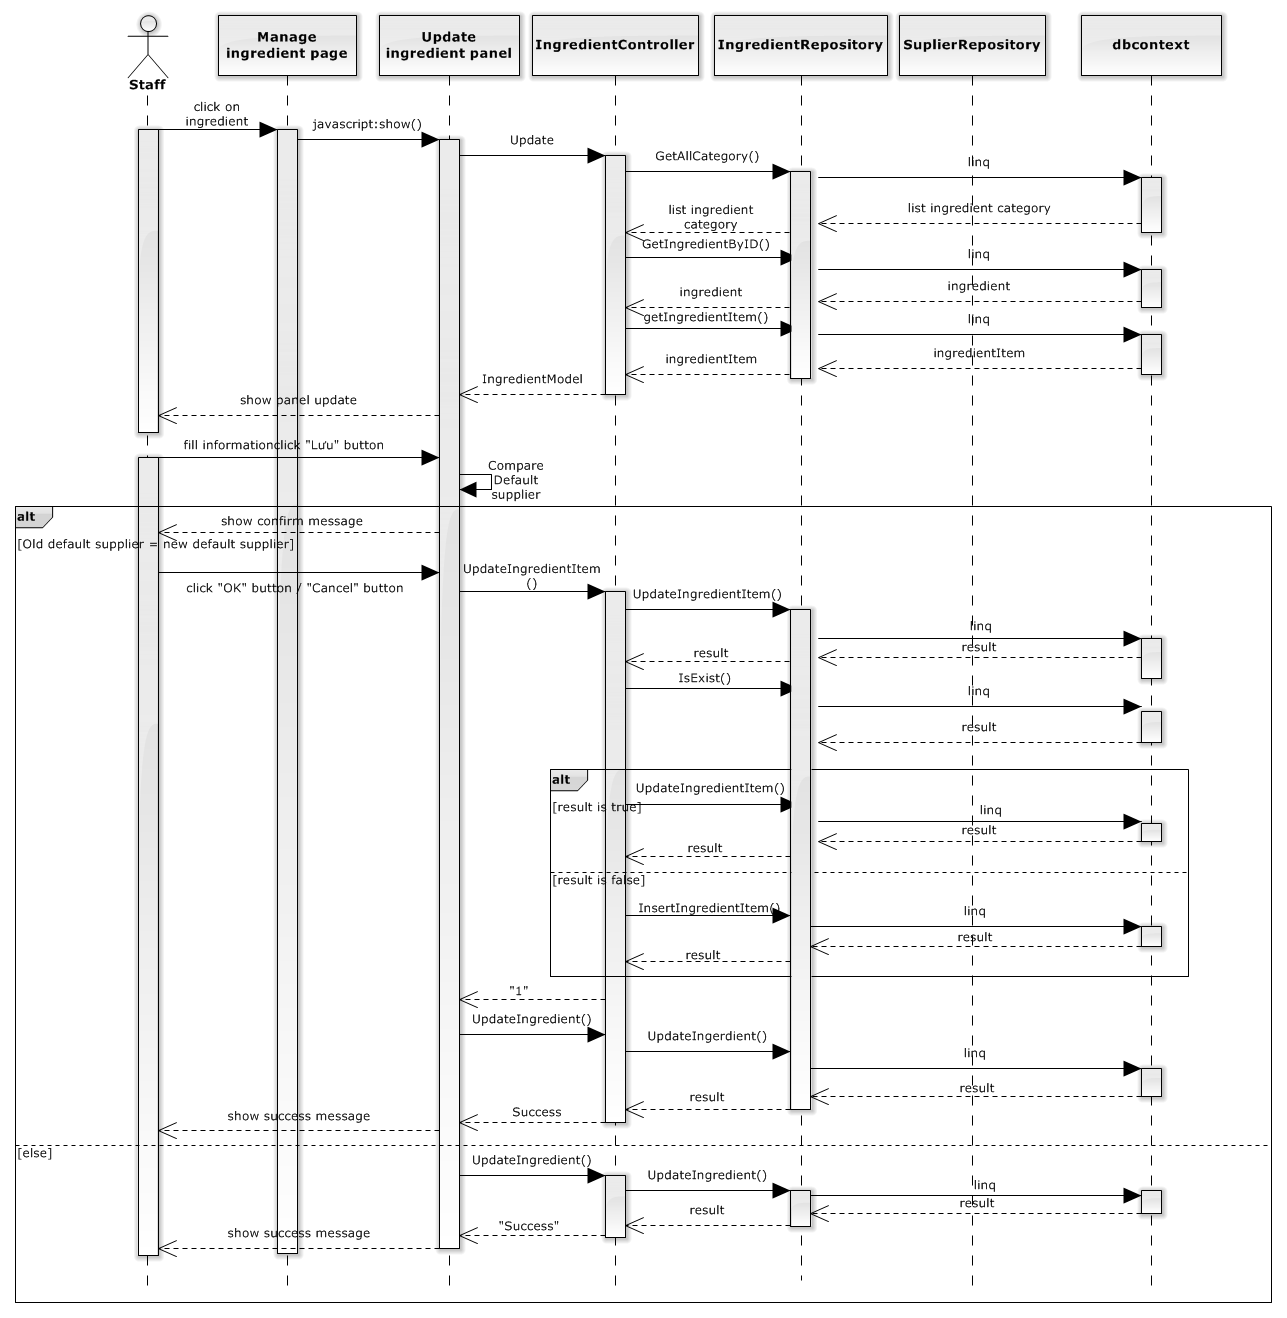 Staff
Manage
ingredient page
Update
ingredient panel
IngredientController
IngredientRepository
SuplierRepository
dbcontext
click on
ingredient
javascript:show()
Update
GetAllCategory()
linq
list ingredient category
list ingredient
category
GetIngredientByID()
linq
ingredient
ingredient
getIngredientItem()
linq
ingredientItem
ingredientItem
IngredientModel
show panel update
fill informationclick "Lưu" button
Compare
Default
supplier
alt
show confirm message
[Old default supplier = new default supplier]
click "OK" button / "Cancel" button
UpdateIngredientItem
()
UpdateIngredientItem()
linq
result
result
IsExist()
linq
result
alt
UpdateIngredientItem()
[result is true]
linq
result
result
[result is false]
InsertIngredientItem()
linq
result
result
"1"
UpdateIngredient()
UpdateIngerdient()
linq
result
result
Success
show success message
[else]
UpdateIngredient()
UpdateIngredient()
linq
result
result
"Success"
show success message